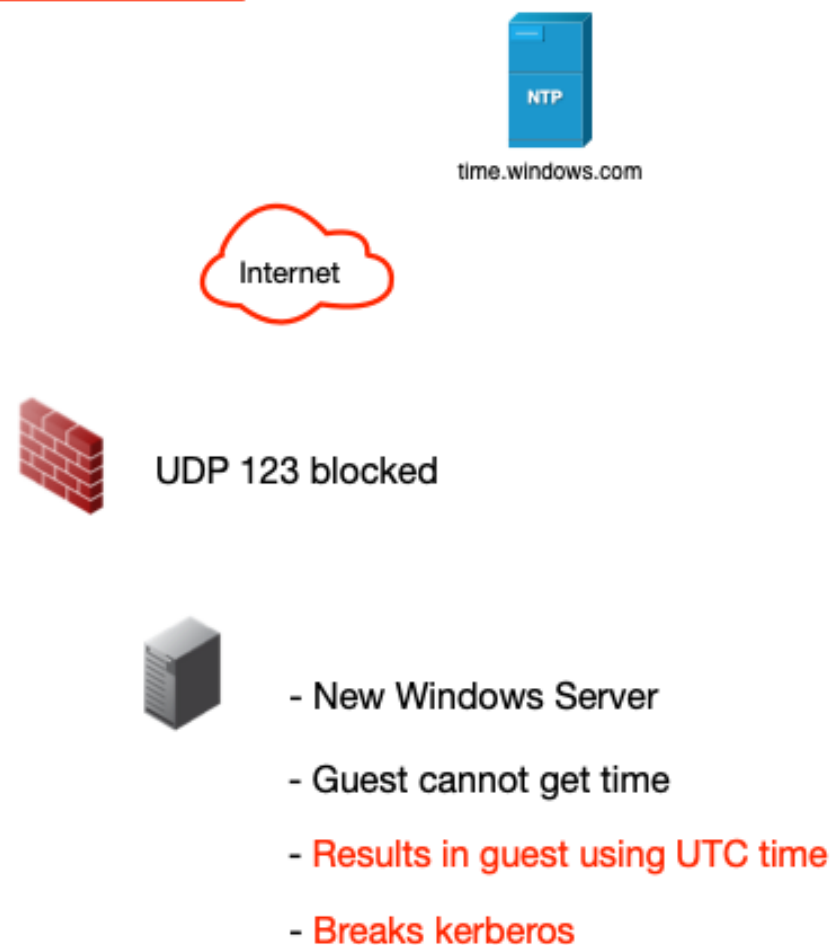 NTP
time.windows.com
Internet
UDP 123 blocked
- New Windows Server
- Guest cannot get time
- Results in guest using UTC time
- Breaks kerberos